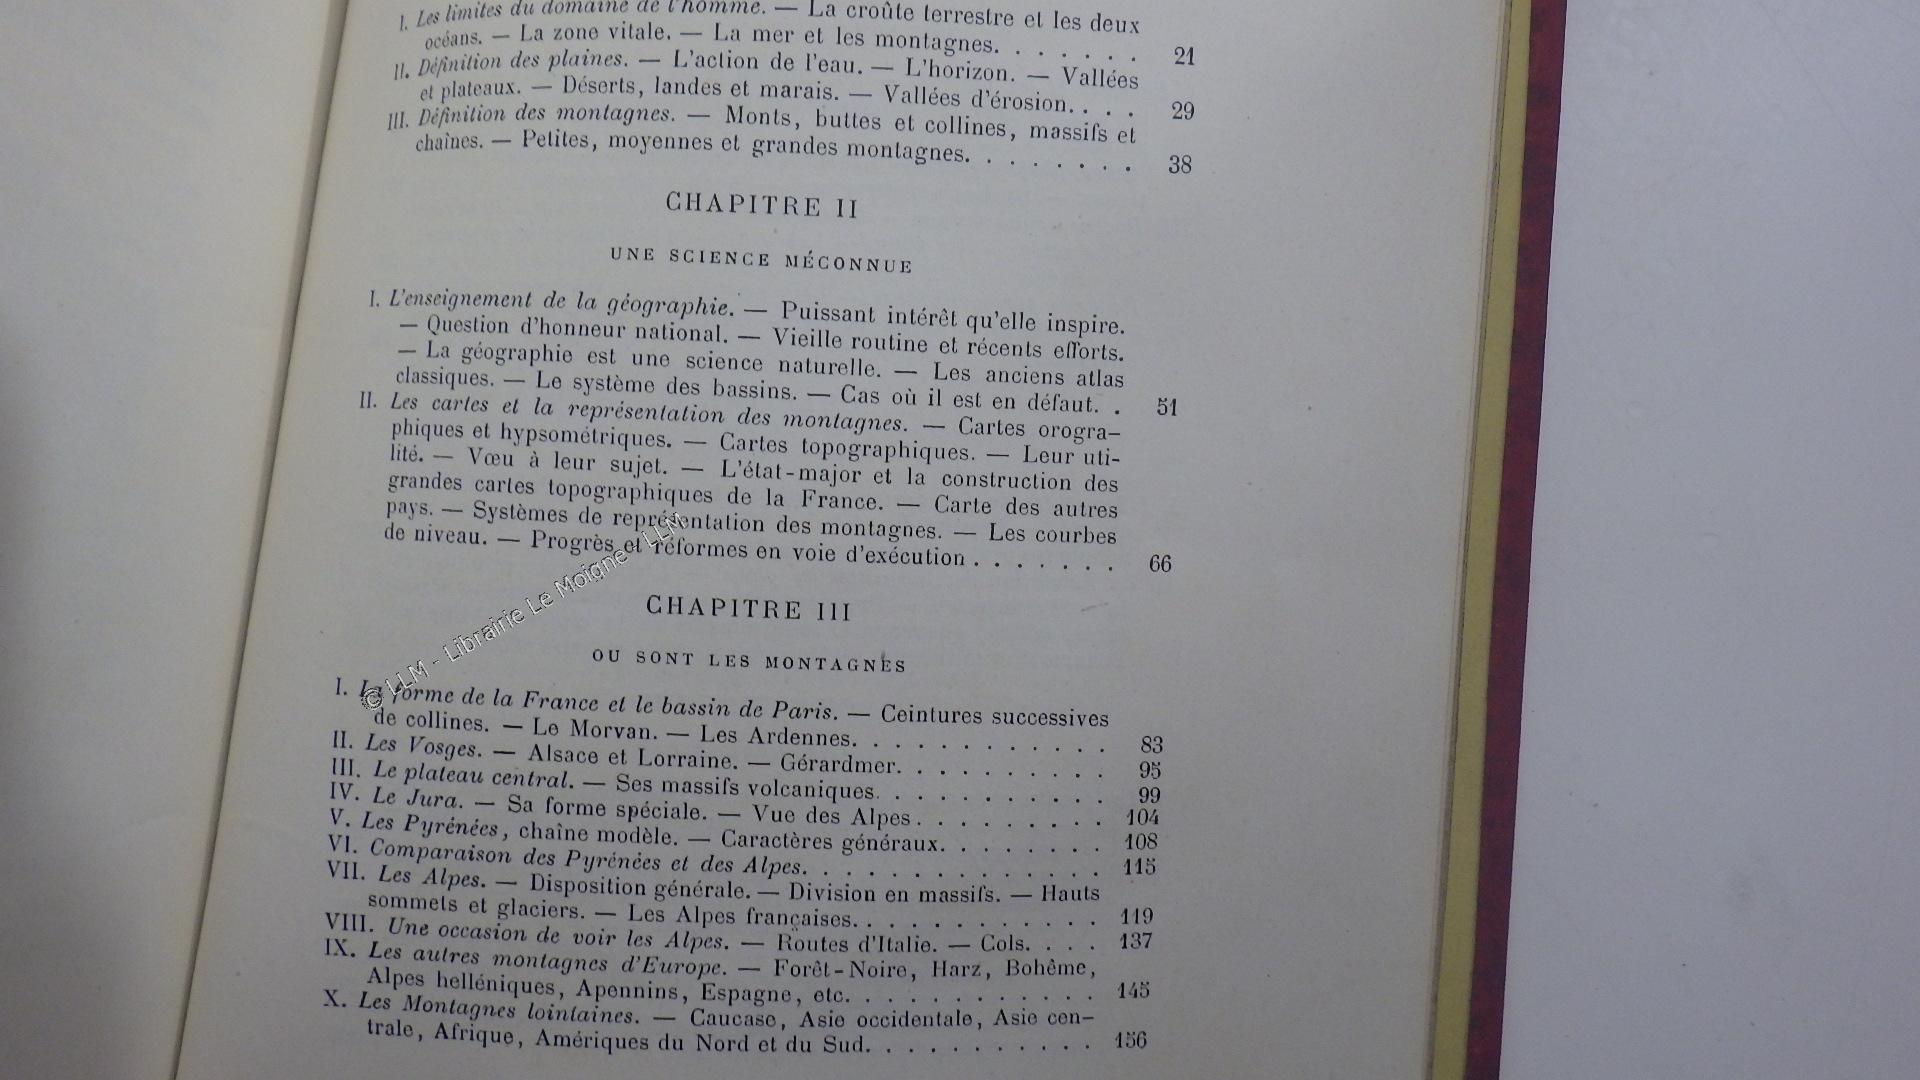 I. Les limites du domaine de l'homme. — La croûte terrestre et les deux
océans. — La zone vitale. — La mer et les montagnes. . . . . . . 21
II. Définition des plaines. — L'action de l'eau. — L'horizon. — Vallées
et plateaux. — Déserts, landes et marais. — Vallées d'érosion. . . . 29
III. Définition des montagnes. — Monts, buttes et collines, massifs et
chaînes. — Petites, moyennes et grandes montagnes. . . . . . . . 38
CHAPITRE II
UNE SCIENCE MÉCONNUE
I. L'enseignement de la géographie. — Puissant intérêt qu'elle inspire.
— Question d'honneur national. — Vieille routine et récents efforts.
— La géographie est une science naturelle. — Les anciens atlas
classiques. — Le système des bassins. — Cas où il est en défaut. . 51
II. Les cartes et la représentation des montagnes. — Cartes orogra-
phiques et hypsométriques. — Cartes topographiques. — Leur uti-
lité. — Vœu à leur sujet. — L'état-major et la construction des
grandes cartes topographiques de la France. — Carte des autres
pays. — Systèmes de représentation des montagnes. — Les courbes
de niveau. — Progrès et réformes en voie d'exécution . . . . . . . 66
CHAPITRE III
OU SONT LES MONTAGNES
I. La forme de la France et le bassin de Paris. — Ceintures successives
de collines. — Le Morvan. — Les Ardennes. . . . . . . . . . . . 83
II. Les Vosges. — Alsace et Lorraine. — Gérardmer. . . . . . . . . . 95
III. Le plateau central. — Ses massifs volcaniques. . . . . . . . . . . 99
IV. Le Jura. — Sa forme spéciale. — Vue des Alpes . . . . . . . . . 104
V. Les Pyrénées, chaîne modèle. — Caractères généraux. . . . . . . . 108
VI. Comparaison des Pyrénées et des Alpes. . . . . . . . . . . . . 115
VII. Les Alpes. — Disposition générale. — Division en massifs. — Hauts
sommets et glaciers. — Les Alpes françaises. . . . . . . . . . . . 119
VIII. Une occasion de voir les Alpes. — Routes d'Italie. — Cols. . . . 137
IX. Les autres montagnes d'Europe. — Forêt-Noire, Harz, Bohême,
Alpes helléniques, Apennins, Espagne, etc. . . . . . . . . . . . 145
X. Les Montagnes lointaines. — Caucase, Asie occidentale, Asie cen-
trale, Afrique, Amériques du Nord et du Sud. . . . . . . . . . . 156
© LLM - Librairie Le Moigne - LLM